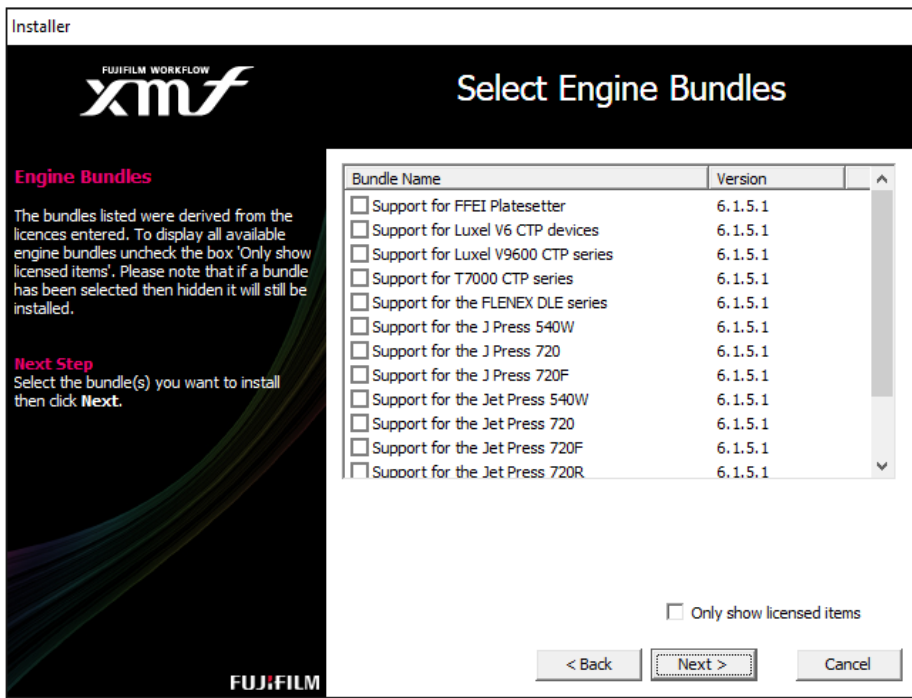 Installer
FUJIFILM WORKFLOW
xmf
Select Engine Bundles
Engine Bundles
The bundles listed were derived from the
licences entered. To display all available
engine bundles uncheck the box 'Only show
licensed items'. Please note that if a bundle
has been selected then hidden it will still be
installed.
Next Step
Select the bundle(s) you want to install
then click Next.
Bundle Name Version
Support for FFEI Platesetter 6.1.5.1
Support for Luxel V6 CTP devices 6.1.5.1
Support for Luxel V9600 CTP series 6.1.5.1
Support for T7000 CTP series 6.1.5.1
Support for the FLENEX DLE series 6.1.5.1
Support for the J Press 540W 6.1.5.1
Support for the J Press 720 6.1.5.1
Support for the J Press 720F 6.1.5.1
Support for the Jet Press 540W 6.1.5.1
Support for the Jet Press 720 6.1.5.1
Support for the Jet Press 720F 6.1.5.1
Support for the Jet Press 720R 6.1.5.1
Only show licensed items
< Back Next > Cancel
FUJIFILM